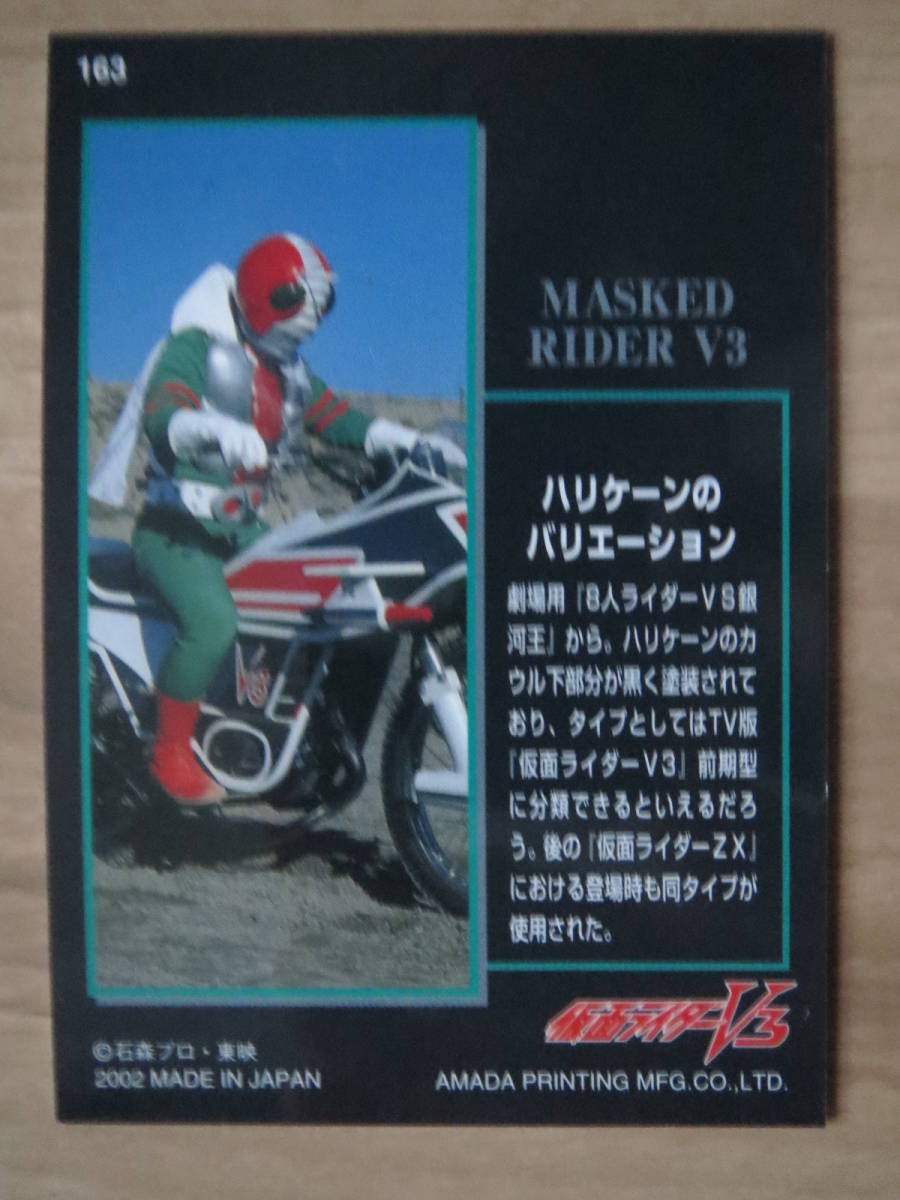 163
MASKED
RIDER V3
ハリケーンの
バリエーション
劇場用『8人ライダーVS銀
河王』から。ハリケーンのカ
ウル下部分が黒く塗装されて
おり、タイプとしてはTV版
『仮面ライダーV3』前期型
に分類できるといえるだろ
う。後の『仮面ライダーZX』
における登場時も同タイプが
使用された。
V3
仮面ライダーV3
©石森プロ・東映
2002 MADE IN JAPAN
AMADA PRINTING MFG.CO.,LTD.